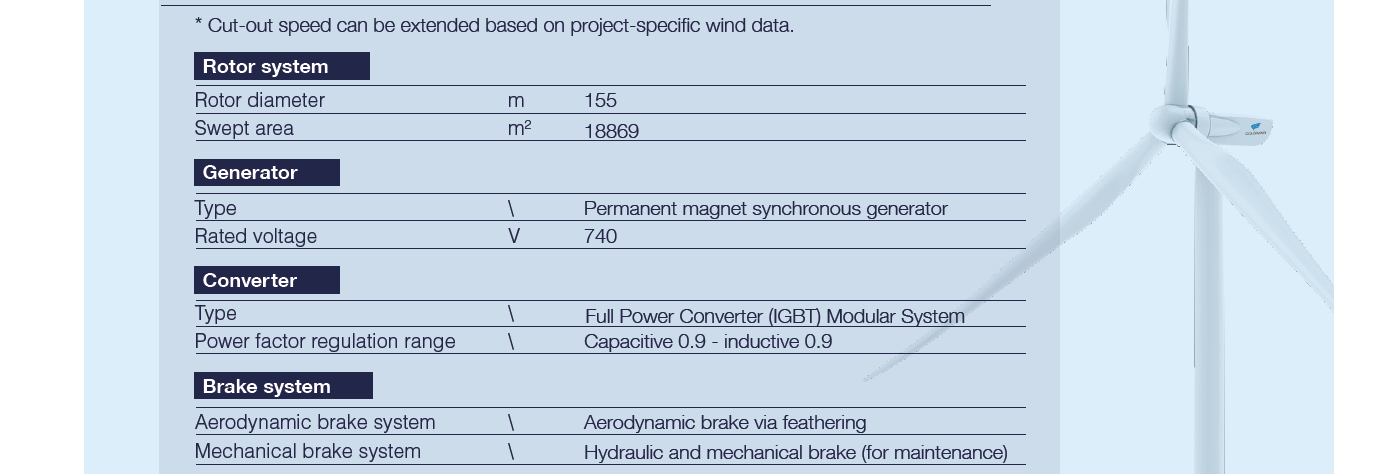 * Cut-out speed can be extended based on project-specific wind data.
Rotor system
Rotor diameter m 155
Swept area m² 18869
Generator
Type \ Permanent magnet synchronous generator
Rated voltage V 740
Converter
Type \ Full Power Converter (IGBT) Modular System
Power factor regulation range \ Capacitive 0.9 - inductive 0.9
Brake system
Aerodynamic brake system \ Aerodynamic brake via feathering
Mechanical brake system \ Hydraulic and mechanical brake (for maintenance)